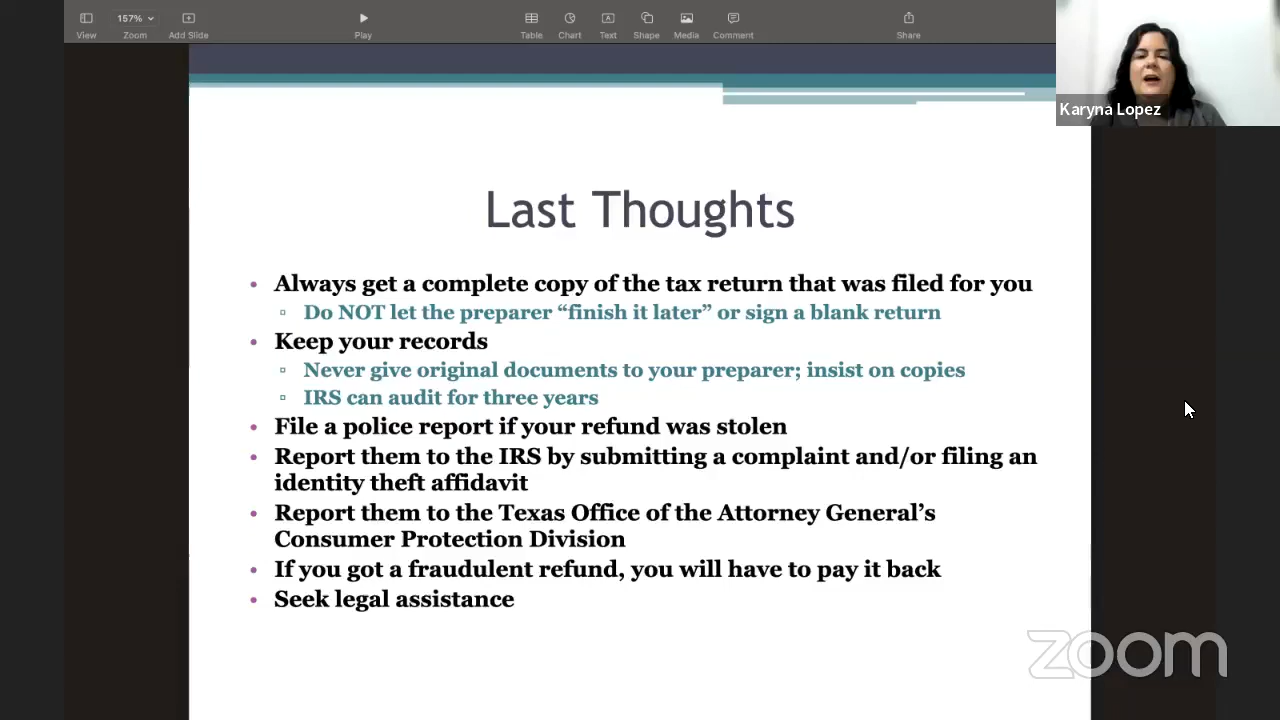 157%
View Zoom Add Slide Play Table Chart Text Shape Media Comment Share
Karyna Lopez
Last Thoughts
• Always get a complete copy of the tax return that was filed for you
▫ Do NOT let the preparer “finish it later” or sign a blank return
• Keep your records
▫ Never give original documents to your preparer; insist on copies
▫ IRS can audit for three years
• File a police report if your refund was stolen
• Report them to the IRS by submitting a complaint and/or filing an
identity theft affidavit
• Report them to the Texas Office of the Attorney General’s
Consumer Protection Division
• If you got a fraudulent refund, you will have to pay it back
• Seek legal assistance
zoom